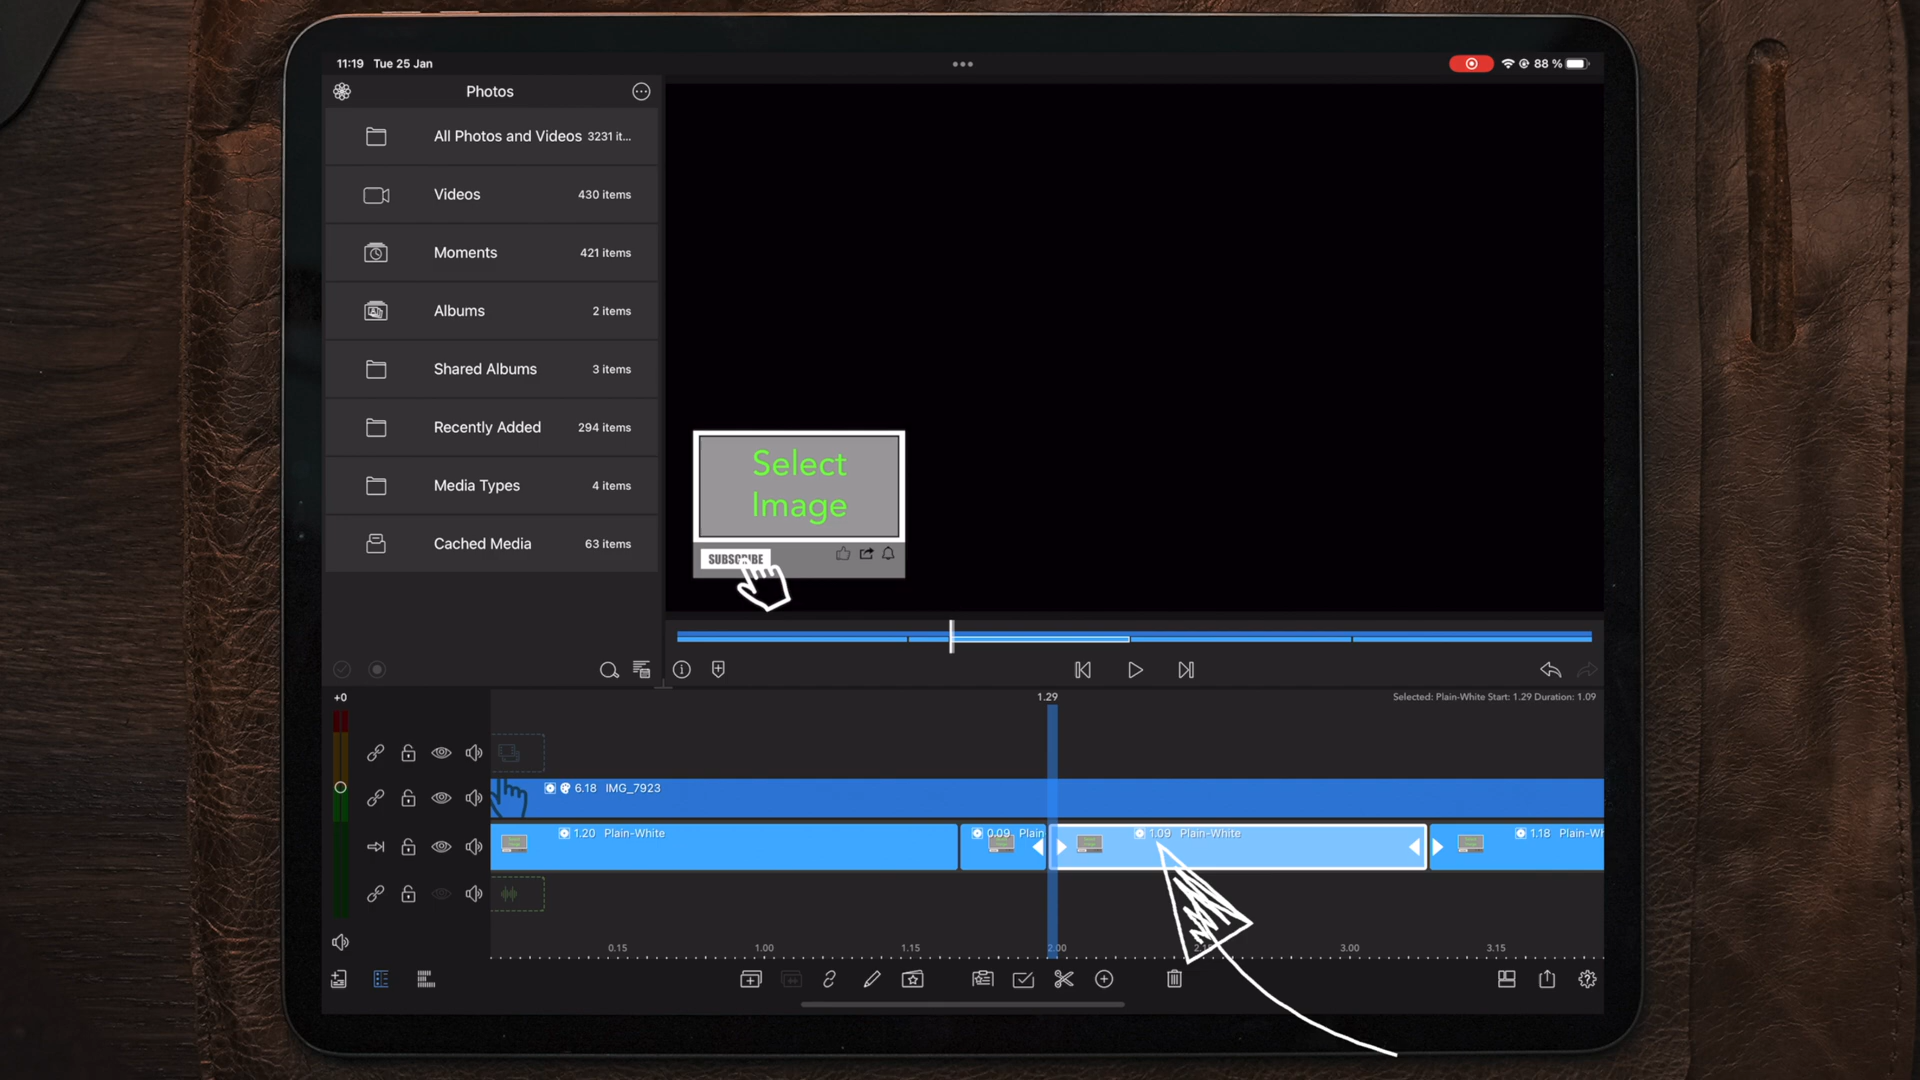 11:19 Tue 25 Jan
88 %
Photos
All Photos and Videos 3231 it...
Videos 430 items
Moments 421 items
Albums 2 items
Shared Albums 3 items
Recently Added 294 items
Media Types 4 items
Cached Media 63 items
Select
Image
SUBSCRIBE
+0
1.29
Selected: Plain-White Start: 1.29 Duration: 1.09
6.18 IMG_7923
1.20 Plain-White
0.09 Plain
1.09 Plain-White
1.18 Plain-Wh
0.15 1.00 1.15 2.00 3.00 3.15